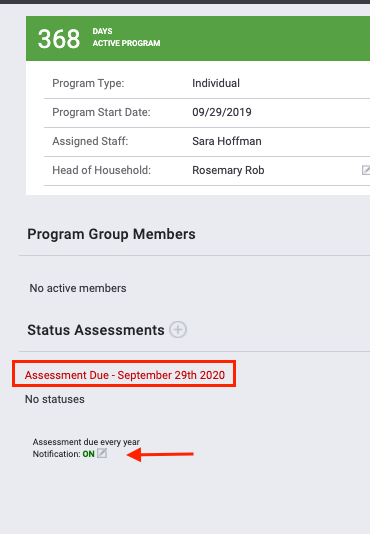 368 DAYS
ACTIVE PROGRAM
Program Type: Individual
Program Start Date: 09/29/2019
Assigned Staff: Sara Hoffman
Head of Household: Rosemary Rob
Program Group Members
No active members
Status Assessments
Assessment Due - September 29th 2020
No statuses
Assessment due every year
Notification: ON